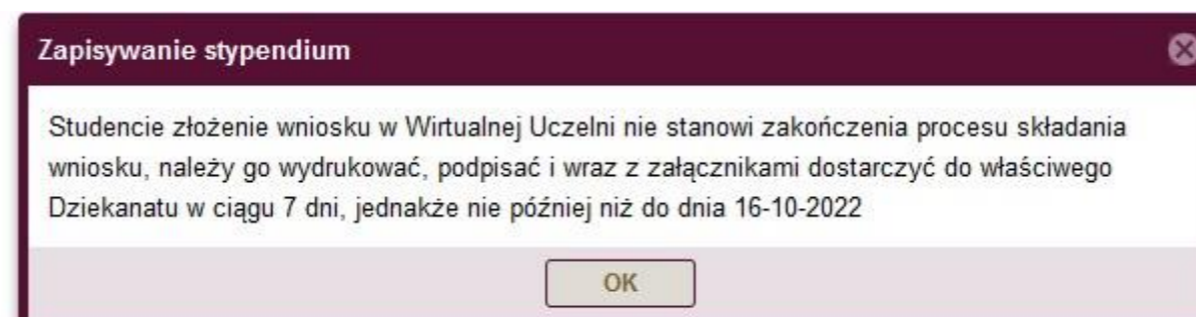 Zapisywanie stypendium
Studencie złożenie wniosku w Wirtualnej Uczelni nie stanowi zakończenia procesu składania
wniosku, należy go wydrukować, podpisać i wraz z załącznikami dostarczyć do właściwego
Dziekanatu w ciągu 7 dni, jednakże nie później niż do dnia 16-10-2022
OK